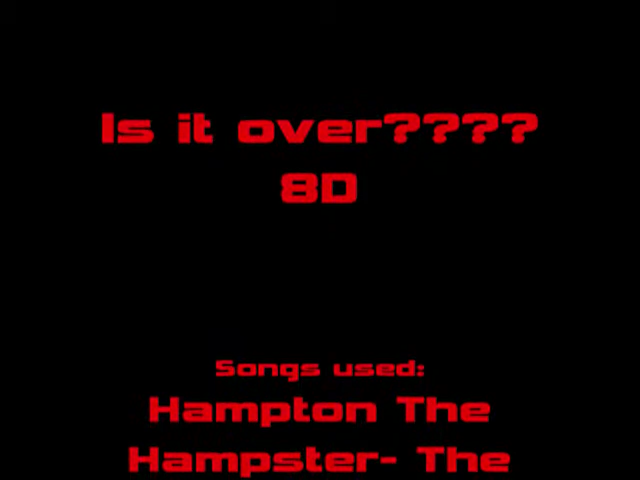 Is it over????
8D
Songs used:
Hampton The
Hampster- The